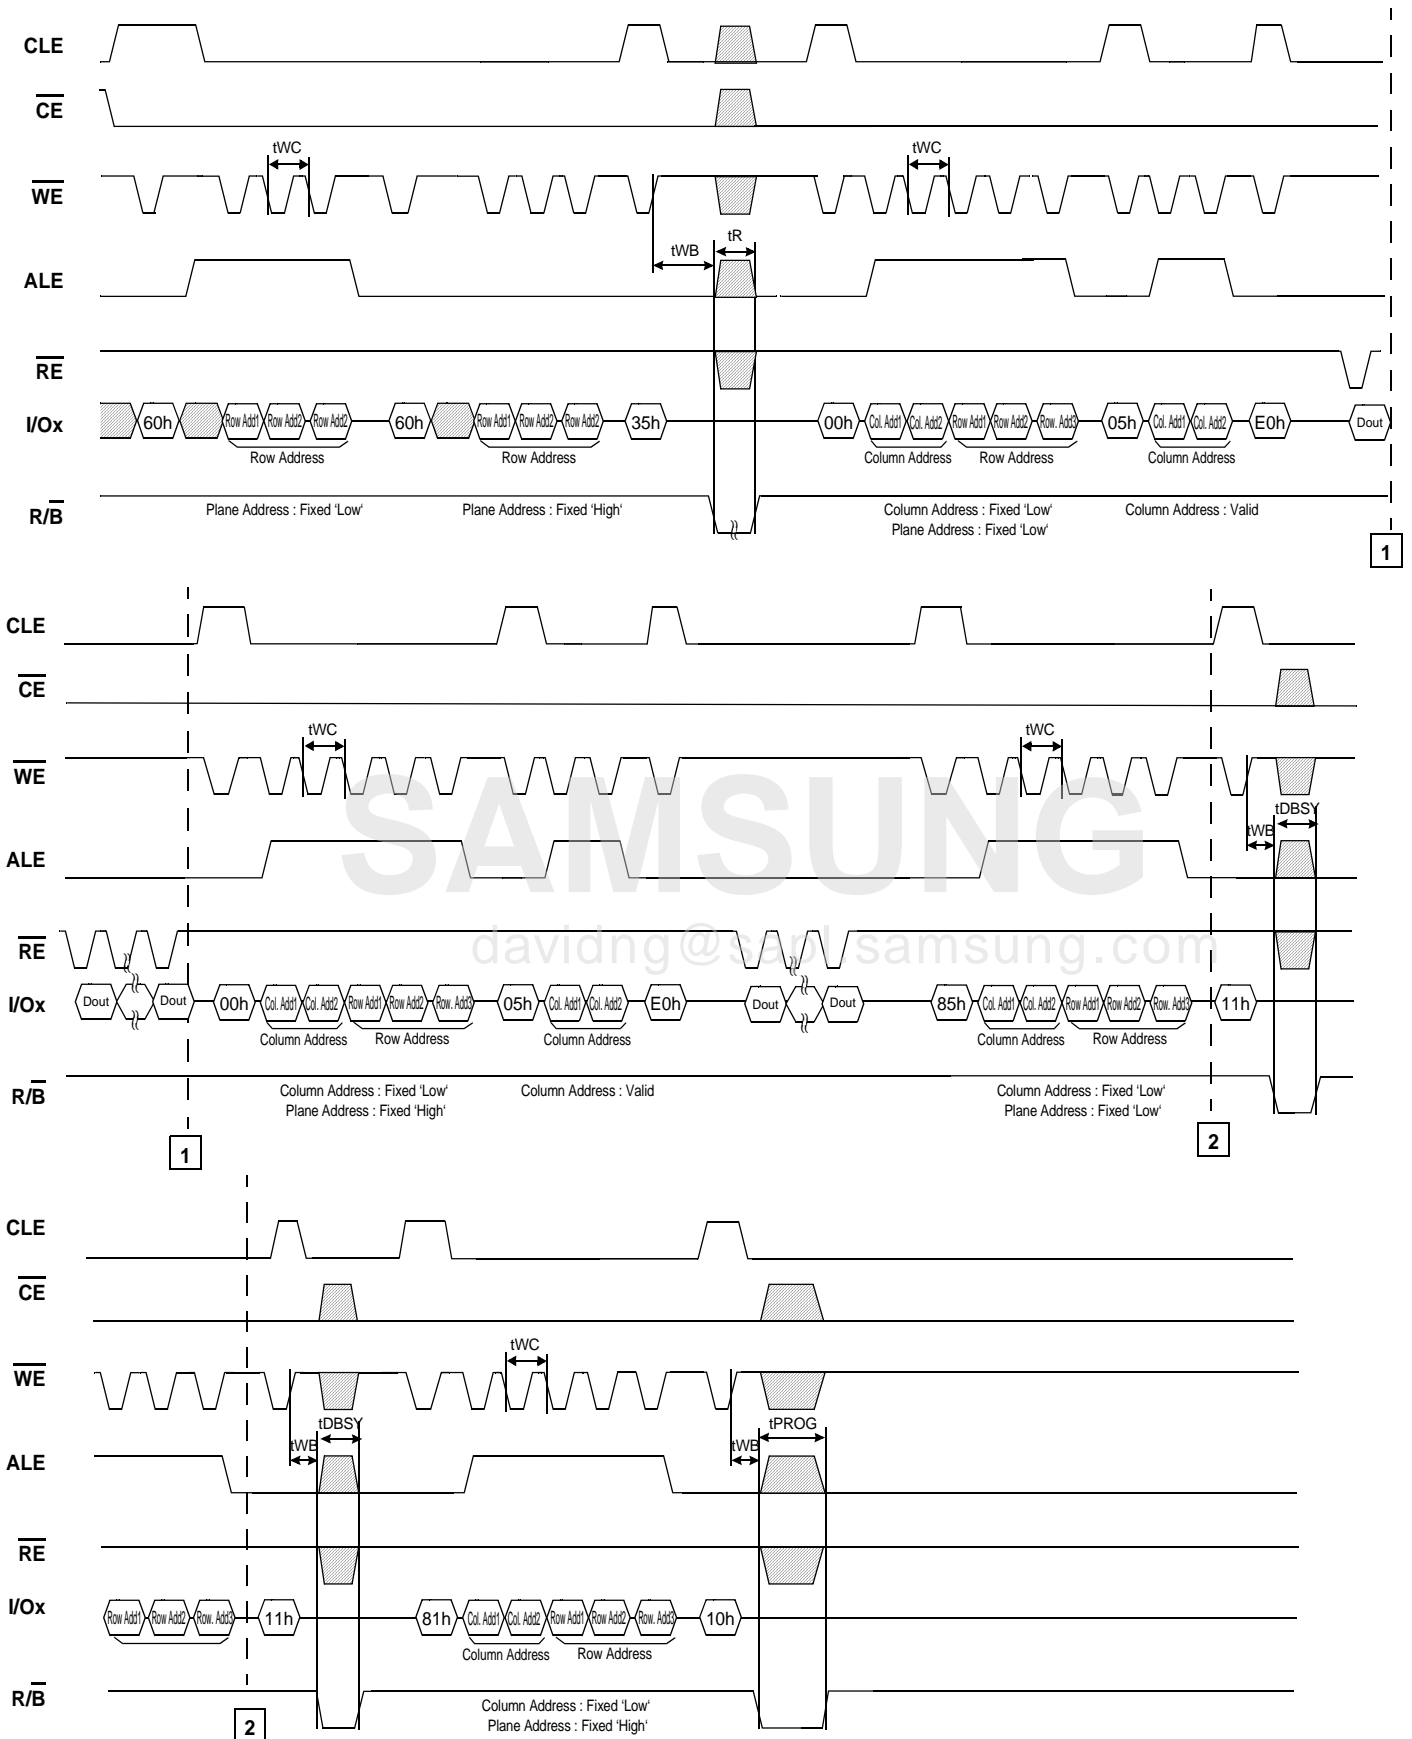 CLE
CE
tWC tWC
WE
tWB tR
ALE
RE
I/Ox 60h Row Add1 Row Add2 Row Add2 60h Row Add1 Row Add2 Row Add2 35h 00h Col. Add1 Col. Add2 Row Add1 Row Add2 Row. Add3 05h Col. Add1 Col. Add2 E0h Dout
Row Address Row Address Column Address Row Address Column Address
R/B Plane Address : Fixed ‘Low‘ Plane Address : Fixed ‘High‘ Column Address : Fixed ‘Low‘ Column Address : Valid
Plane Address : Fixed ‘Low‘
1
CLE
CE
tWC tWC
WE
SAMSUNG
tDBSY
tWB
ALE
davidng@sapl.samsung.com
RE
I/Ox Dout Dout 00h Col. Add1 Col. Add2 Row Add1 Row Add2 Row. Add3 05h Col. Add1 Col. Add2 E0h Dout Dout 85h Col. Add1 Col. Add2 Row Add1 Row Add2 Row. Add3 11h
Column Address Row Address Column Address Column Address Row Address
R/B Column Address : Fixed ‘Low‘ Column Address : Valid Column Address : Fixed ‘Low‘
Plane Address : Fixed ‘High‘ Plane Address : Fixed ‘Low‘
1 2
CLE
CE
tWC
WE
tDBSY tPROG
tWB tWB
ALE
RE
I/Ox Row Add1 Row Add2 Row. Add3 11h 81h Col. Add1 Col. Add2 Row Add1 Row Add2 Row. Add3 10h
Column Address Row Address
R/B Column Address : Fixed ‘Low‘
Plane Address : Fixed ‘High‘
2